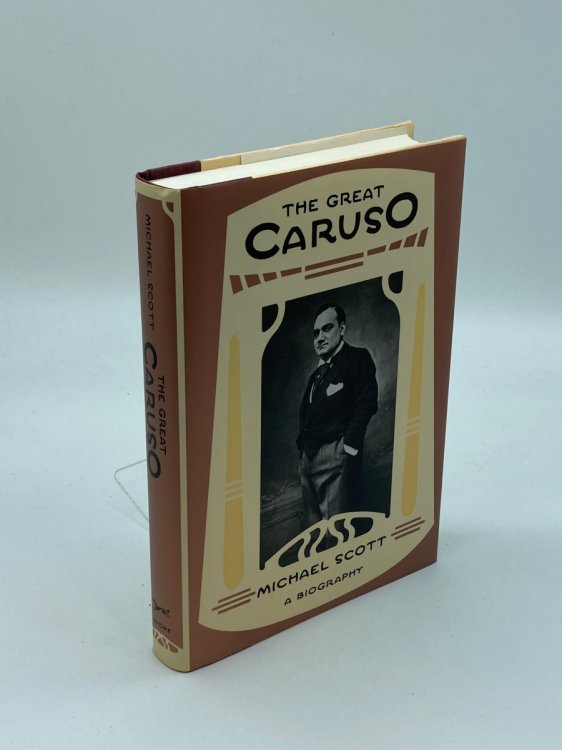 THE GREAT
CARUSO
MICHAEL SCOTT
A BIOGRAPHY
MICHAEL SCOTT
THE GREAT
CARUSO